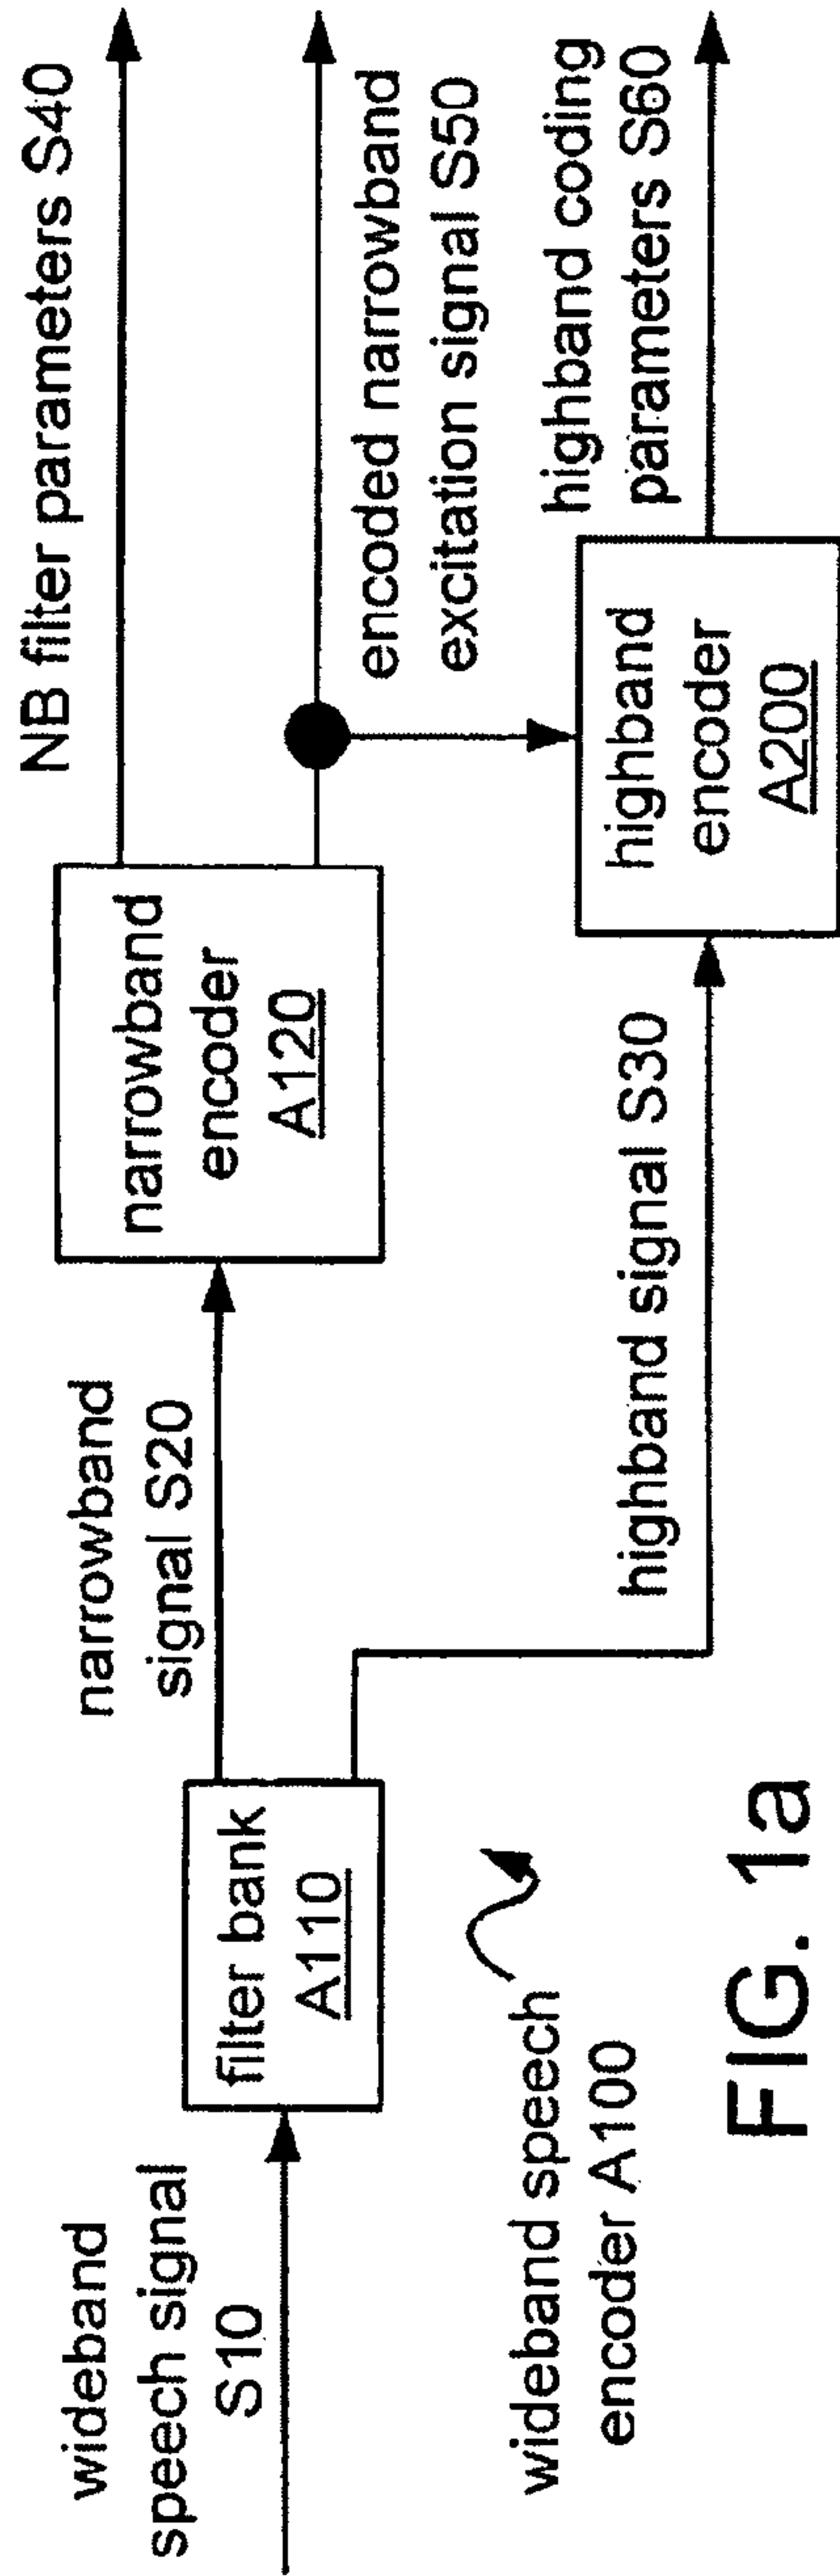 wideband
speech signal
S10
filter bank
A110
narrowband
signal S20
narrowband
encoder
A120
NB filter parameters S40
encoded narrowband
excitation signal S50
highband signal S30
highband
encoder
A200
highband coding
parameters S60
wideband speech
encoder A100
FIG. 1a